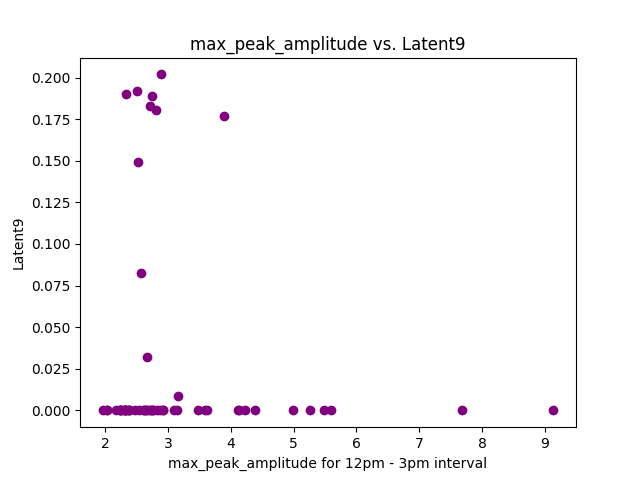 max_peak_amplitude vs. Latent9
0.200
0.175
0.150
0.125
0.100
0.075
0.050
0.025
0.000
Latent9
2 3 4 5 6 7 8 9
max_peak_amplitude for 12pm - 3pm interval